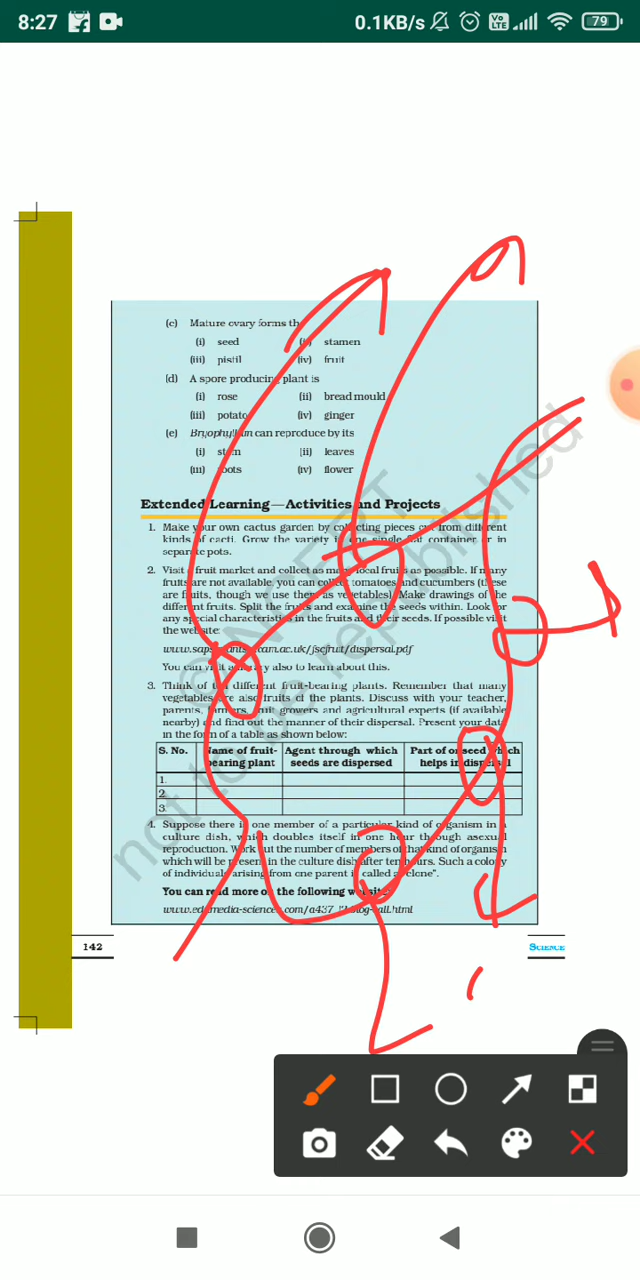 8:27
0.1KB/s
Vo LTE
79
(c) Mature ovary forms the
(i) seed (ii) stamen
(iii) pistil (iv) fruit
(d) A spore producing plant is
(i) rose (ii) bread mould
(iii) potato (iv) ginger
(e) Bryophyllum can reproduce by its
(i) stem (ii) leaves
(iii) roots (iv) flower
Extended Learning—Activities and Projects
1. Make your own cactus garden by collecting pieces cut from different
kinds of cacti. Grow the variety in one single flat container or in
separate pots.
2. Visit a fruit market and collect as many local fruits as possible. If many
fruits are not available, you can collect tomatoes and cucumbers (these
are fruits, though we use them as vegetables). Make drawings of the
different fruits. Split the fruits and examine the seeds within. Look for
any special characteristics in the fruits and their seeds. If possible visit
the website:
www.saps.plantsci.cam.ac.uk/fscfruit/dispersal.pdf
You can visit a library also to learn about this.
3. Think of ten different fruit-bearing plants. Remember that many
vegetables are also fruits of the plants. Discuss with your teacher,
parents, farmers, fruit growers and agricultural experts (if available
nearby) and find out the manner of their dispersal. Present your data
in the form of a table as shown below:
S. No. Name of fruit- Agent through which Part of or seed which
bearing plant seeds are dispersed helps in dispersal
1.
2.
3.
4. Suppose there is one member of a particular kind of organism in a
culture dish, which doubles itself in one hour through asexual
reproduction. Work out the number of members of that kind of organism
which will be present in the culture dish after ten hours. Such a colony
of individuals arising from one parent is called a "clone".
You can read more on the following website:
142
SCIENCE
© NCERT
not to be republished